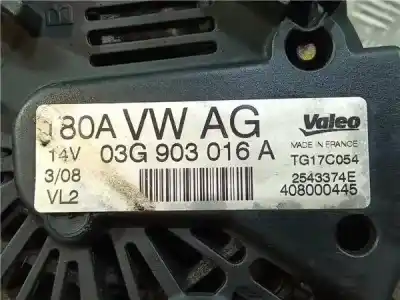 180A VW AG
Valeo
14V 03G 903 016 A
MADE IN FRANCE
TG17C054
3/08
2543374E
VL2
408000445